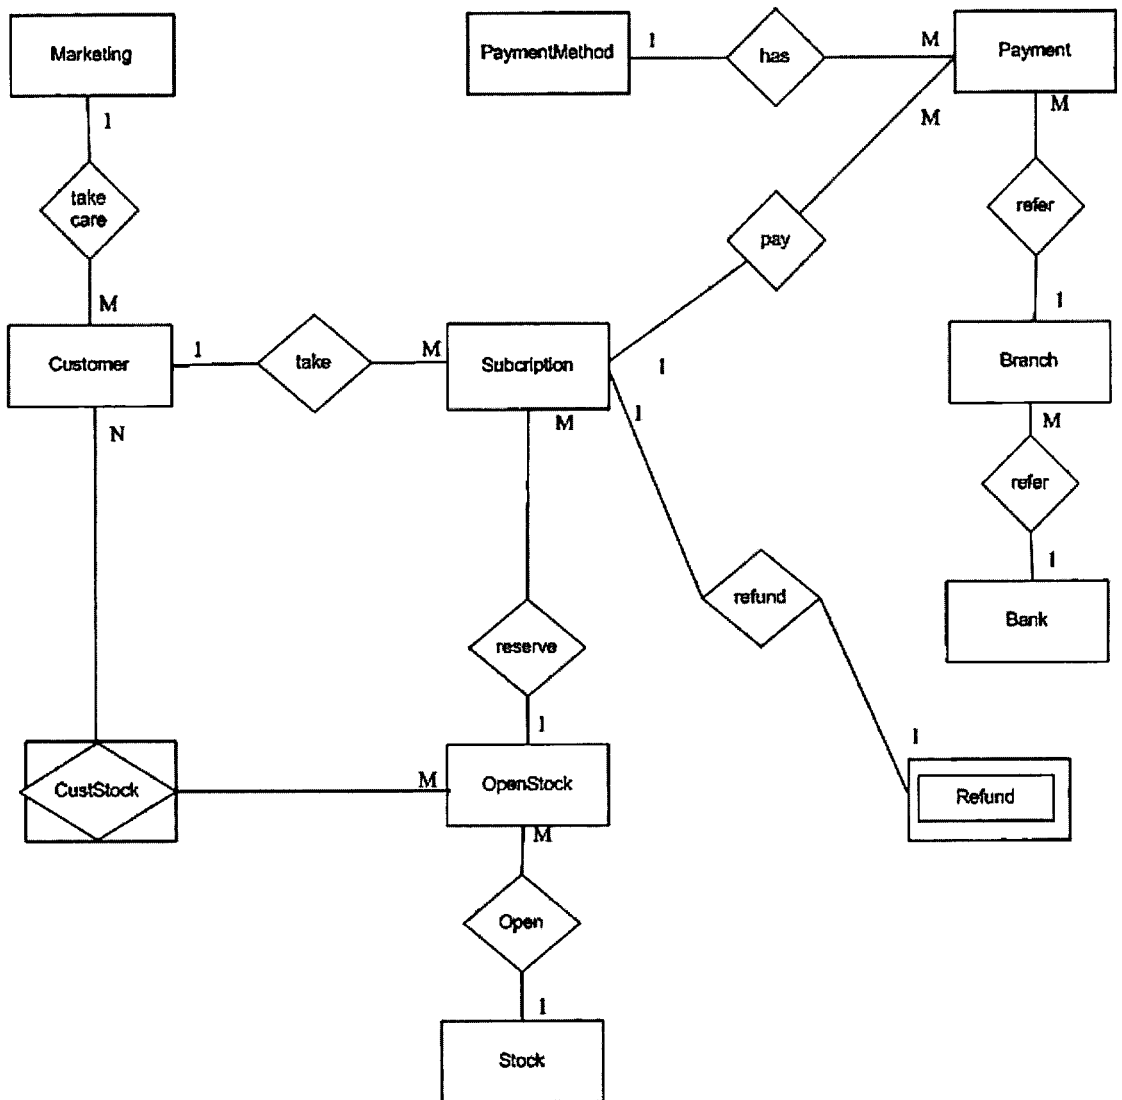 Marketing
PaymentMethod
1
has
M
Payment
1
M
M
take
care
pay
refer
M
1
Customer
1
take
M
Subcription
1
Branch
N
M
1
M
refer
1
reserve
refund
Bank
1
1
CustStock
M
OpenStock
Refund
M
Open
1
Stock